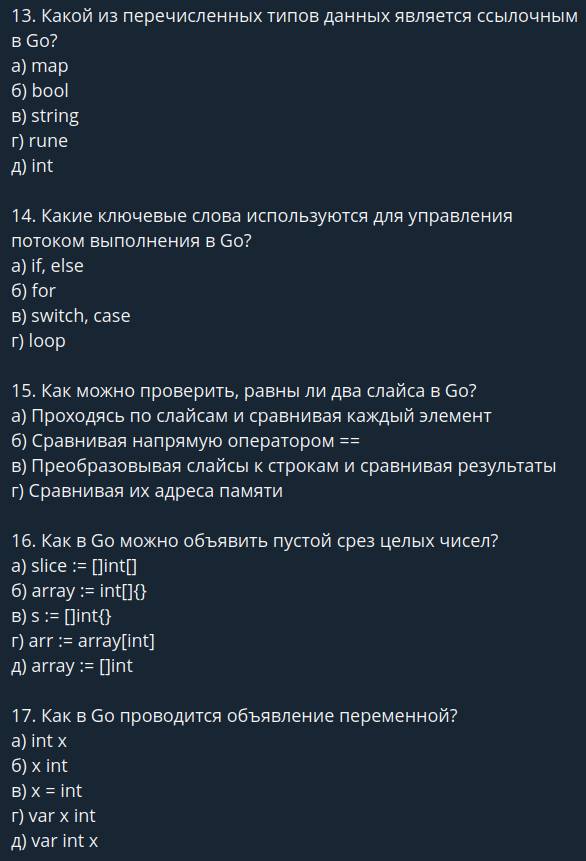 13. Какой из перечисленных типов данных является ссылочным
в Go?
а) map
б) bool
в) string
г) rune
д) int
14. Какие ключевые слова используются для управления
потоком выполнения в Go?
а) if, else
б) for
в) switch, case
г) loop
15. Как можно проверить, равны ли два слайса в Go?
а) Проходясь по слайсам и сравнивая каждый элемент
б) Сравнивая напрямую оператором ==
в) Преобразовывая слайсы к строкам и сравнивая результаты
г) Сравнивая их адреса памяти
16. Как в Go можно объявить пустой срез целых чисел?
а) slice := []int[]
б) array := int[]{}
в) s := []int{}
г) arr := array[int]
д) array := []int
17. Как в Go проводится объявление переменной?
а) int x
б) x int
в) x = int
г) var x int
д) var int x